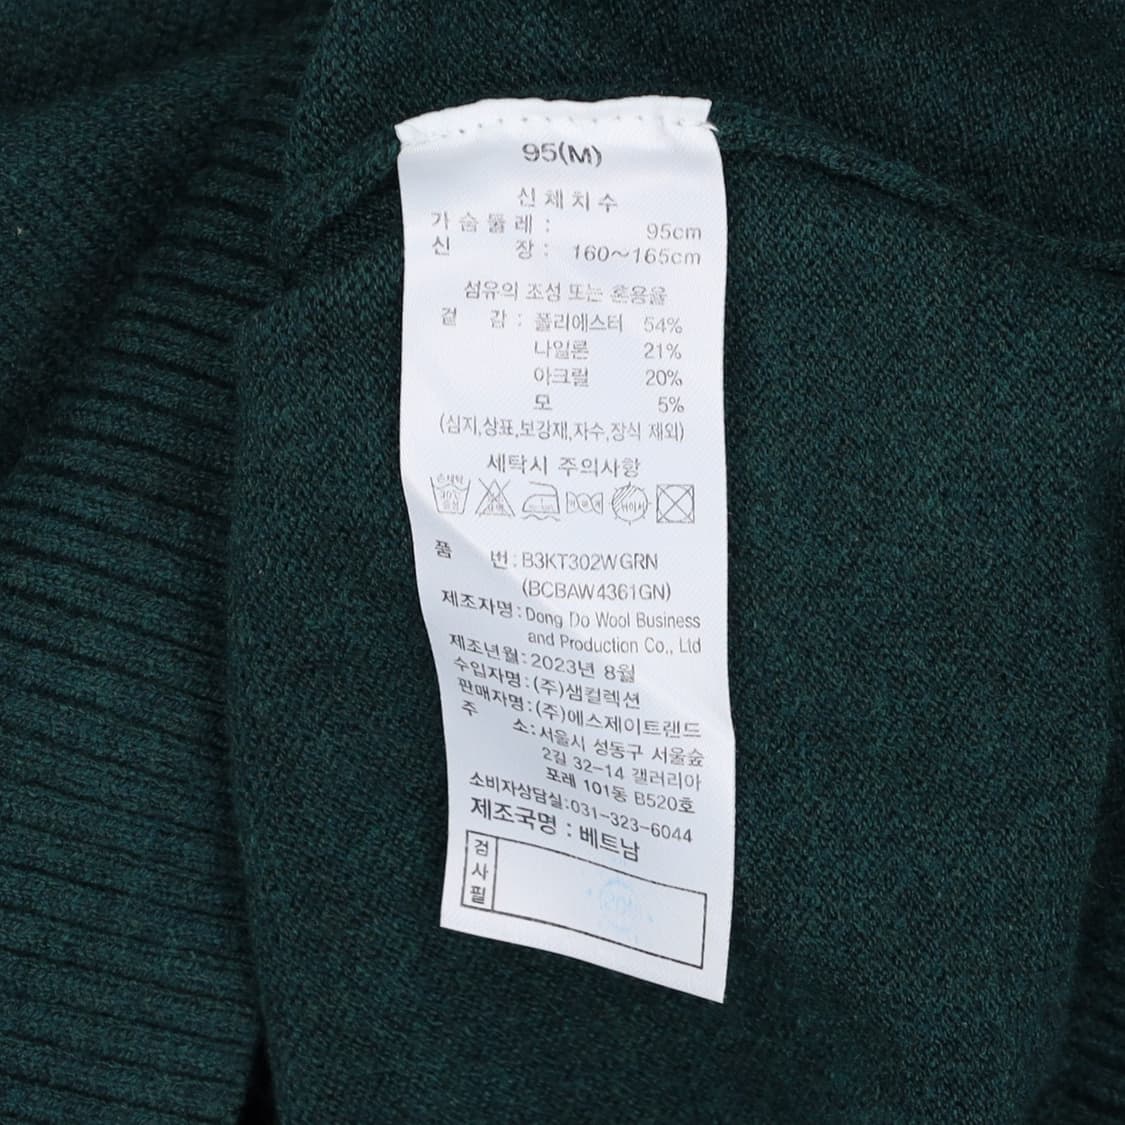 95(M)
신체치수
가슴둘레 : 95cm
신 장 : 160~165cm
섬유의 조성 또는 혼용율
겉 감 : 폴리에스터 54%
나일론 21%
아크릴 20%
모 5%
(심지,상표,보강재,자수,장식 제외)
세탁시 주의사항
손세탁
품 번 : B3KT302WGRN
(BCBAW4361GN)
제조자명 : Dong Do Wool Business
and Production Co., Ltd
제조년월 : 2023년 8월
수입자명 : (주)샘컬렉션
판매자명 : (주)에스제이트랜드
주 소 : 서울시 성동구 서울숲
2길 32-14 갤러리아
포레 101동 B520호
소비자상담실 : 031-323-6044
제조국명 : 베트남
검사필